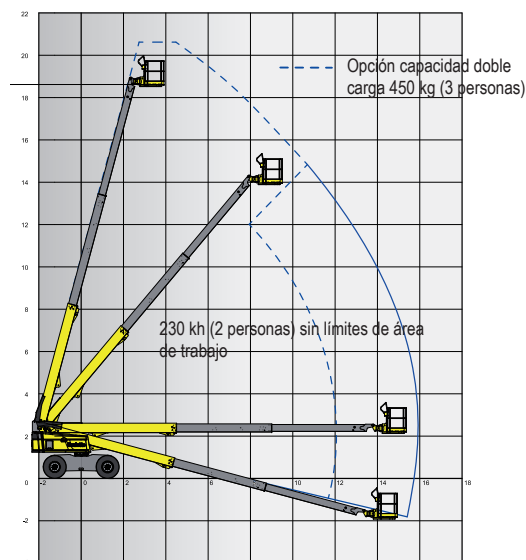 22
20
18
16
14
12
10
8
6
4
2
0
-2
-2 0 2 4 6 8 10 12 14 16 18
Opción capacidad doble
carga 450 kg (3 personas)
230 kh (2 personas) sin límites de área
de trabajo